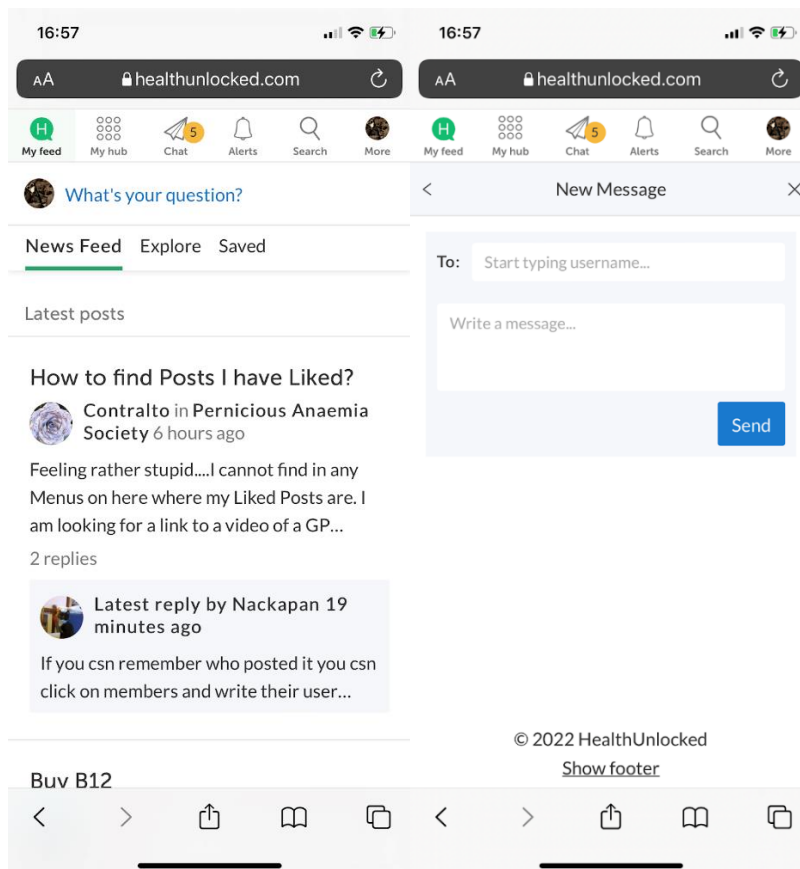 16:57
AA healthunlocked.com
H
5
My feed My hub Chat Alerts Search More
What's your question?
News Feed Explore Saved
Latest posts
How to find Posts I have Liked?
Contralto in Pernicious Anaemia
Society 6 hours ago
Feeling rather stupid....I cannot find in any
Menus on here where my Liked Posts are. I
am looking for a link to a video of a GP...
2 replies
Latest reply by Nackapan 19
minutes ago
If you csn remember who posted it you csn
click on members and write their user...
Buy B12
16:57
AA healthunlocked.com
H
5
My feed My hub Chat Alerts Search More
New Message
To: Start typing username...
Write a message...
Send
© 2022 HealthUnlocked
Show footer